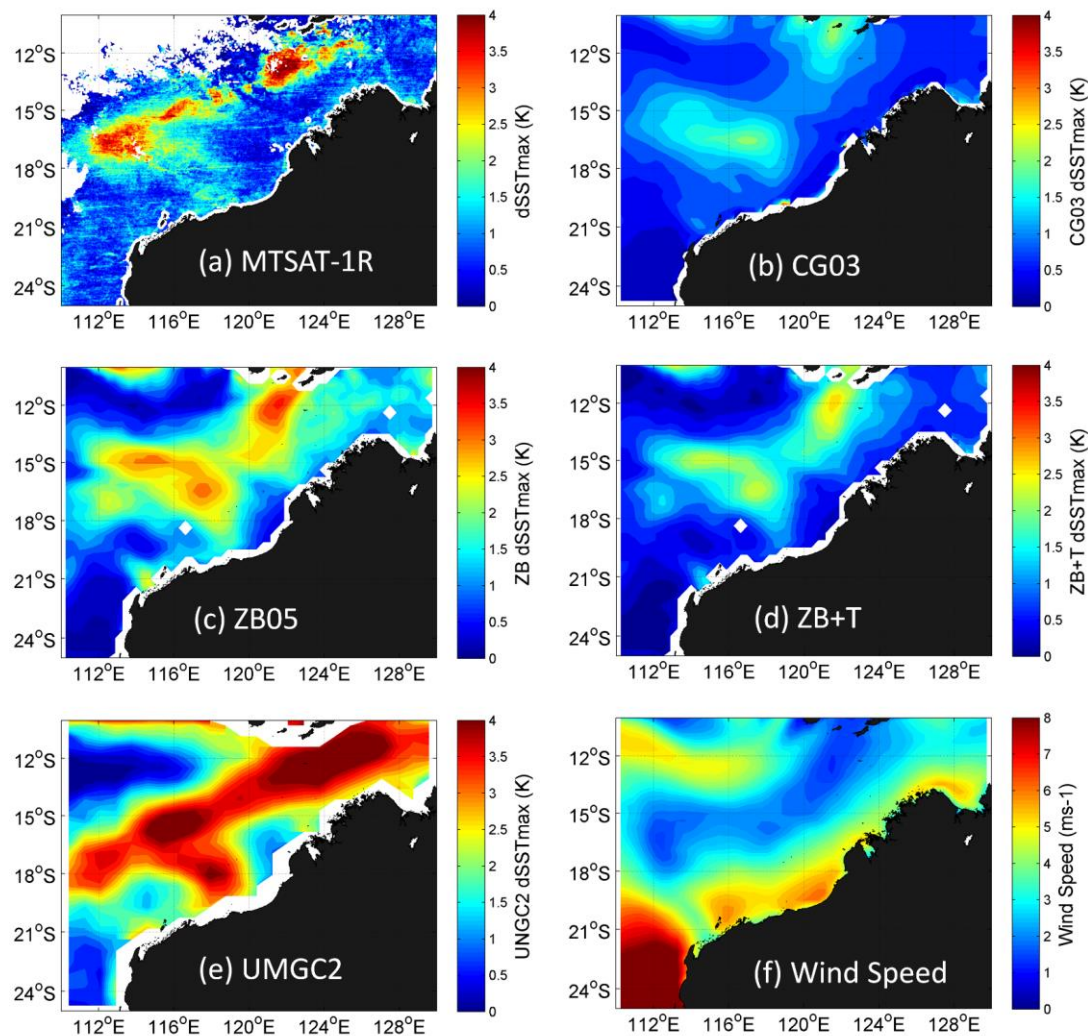 12°S
15°S
18°S
21°S
24°S
112°E 116°E 120°E 124°E 128°E
(a) MTSAT-1R
4
3.5
3
2.5
2
1.5
1
0.5
0
dSSTmax (K)
12°S
15°S
18°S
21°S
24°S
112°E 116°E 120°E 124°E 128°E
(b) CG03
4
3.5
3
2.5
2
1.5
1
0.5
0
CG03 dSSTmax (K)
12°S
15°S
18°S
21°S
24°S
112°E 116°E 120°E 124°E 128°E
(c) ZB05
4
3.5
3
2.5
2
1.5
1
0.5
0
ZB dSSTmax (K)
12°S
15°S
18°S
21°S
24°S
112°E 116°E 120°E 124°E 128°E
(d) ZB+T
4
3.5
3
2.5
2
1.5
1
0.5
0
ZB+T dSSTmax (K)
12°S
15°S
18°S
21°S
24°S
112°E 116°E 120°E 124°E 128°E
(e) UMGC2
4
3.5
3
2.5
2
1.5
1
0.5
0
UNGC2 dSSTmax (K)
12°S
15°S
18°S
21°S
24°S
112°E 116°E 120°E 124°E 128°E
(f) Wind Speed
8
7
6
5
4
3
2
1
0
Wind Speed (ms-1)